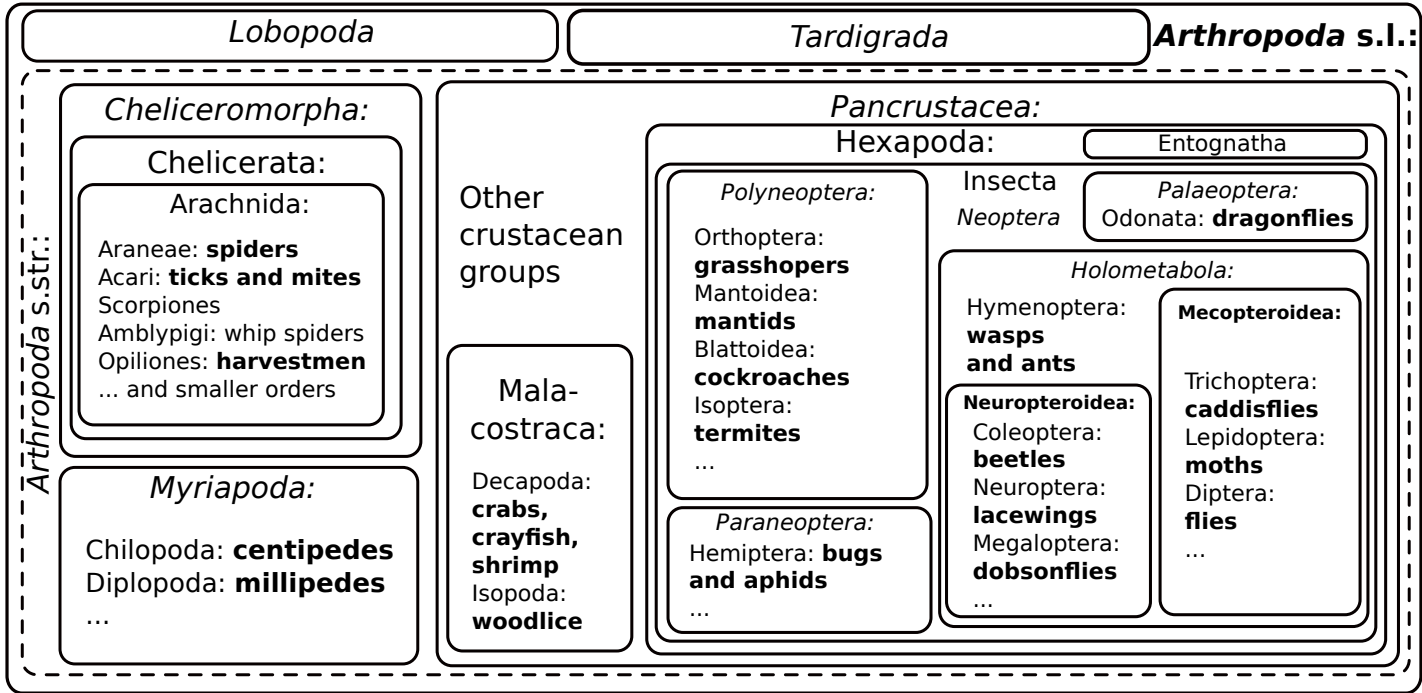 Lobopoda
Tardigrada
Arthropoda s.l.:
Arthropoda s.str.:
Cheliceromorpha:
Chelicerata:
Arachnida:
Araneae: spiders
Acari: ticks and mites
Scorpiones
Amblypigi: whip spiders
Opiliones: harvestmen
... and smaller orders
Myriapoda:
Chilopoda: centipedes
Diplopoda: millipedes
...
Pancrustacea:
Other
crustacean
groups
Mala-
costraca:
Decapoda:
crabs,
crayfish,
shrimp
Isopoda:
woodlice
Hexapoda:
Entognatha
Insecta
Neoptera
Palaeoptera:
Odonata: dragonflies
Polyneoptera:
Orthoptera:
grasshopers
Mantoidea:
mantids
Blattoidea:
cockroaches
Isoptera:
termites
...
Paraneoptera:
Hemiptera: bugs
and aphids
...
Holometabola:
Hymenoptera:
wasps
and ants
Neuropteroidea:
Coleoptera:
beetles
Neuroptera:
lacewings
Megaloptera:
dobsonflies
...
Mecopteroidea:
Trichoptera:
caddisflies
Lepidoptera:
moths
Diptera:
flies
...